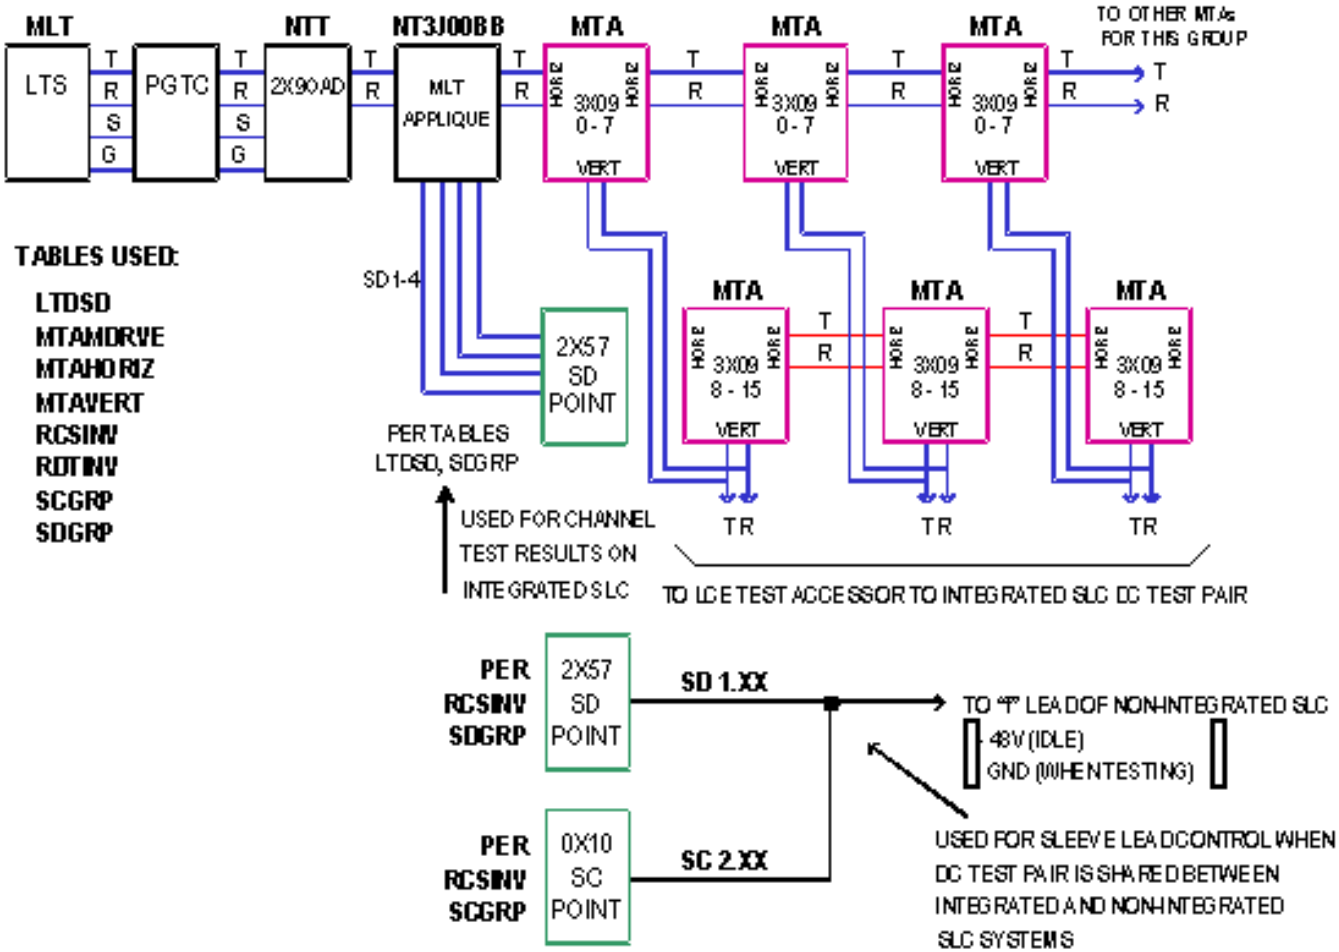 MLT
NTT
NT3J00BB
MTA
MTA
MTA
TO OTHER MTAs
FOR THIS GROUP
LTS
T
R
S
G
PGTC
T
R
S
G
2X90AD
T
R
MLT
APPLIQUE
T
R
HORIZ
3X09
0 - 7
HORIZ
VERT
T
R
HORIZ
3X09
0 - 7
HORIZ
VERT
T
R
HORIZ
3X09
0 - 7
HORIZ
VERT
T
R
T
R
TABLES USED:
LTDSD
MTAMDRVE
MTAHORIZ
MTAVERT
RCSINV
RDTINV
SCGRP
SDGRP
SD1-4
2X57
SD
POINT
MTA
MTA
MTA
HORIZ
3X09
8 - 15
HORIZ
VERT
T
R
HORIZ
3X09
8 - 15
HORIZ
VERT
T
R
HORIZ
3X09
8 - 15
HORIZ
VERT
PER TABLES
LTDSD, SDGRP
USED FOR CHANNEL
TEST RESULTS ON
INTEGRATED SLC
TR
TR
TR
TO LCE TEST ACCESSOR TO INTEGRATED SLC DC TEST PAIR
PER
RCSINV
SDGRP
2X57
SD
POINT
SD 1.XX
TO "F" LEAD OF NON-INTEGRATED SLC
- 48V (IDLE)
GND (WHEN TESTING)
PER
RCSINV
SCGRP
0X10
SC
POINT
SC 2.XX
USED FOR SLEEVE LEAD CONTROL WHEN
DC TEST PAIR IS SHARED BETWEEN
INTEGRATED AND NON-INTEGRATED
SLC SYSTEMS